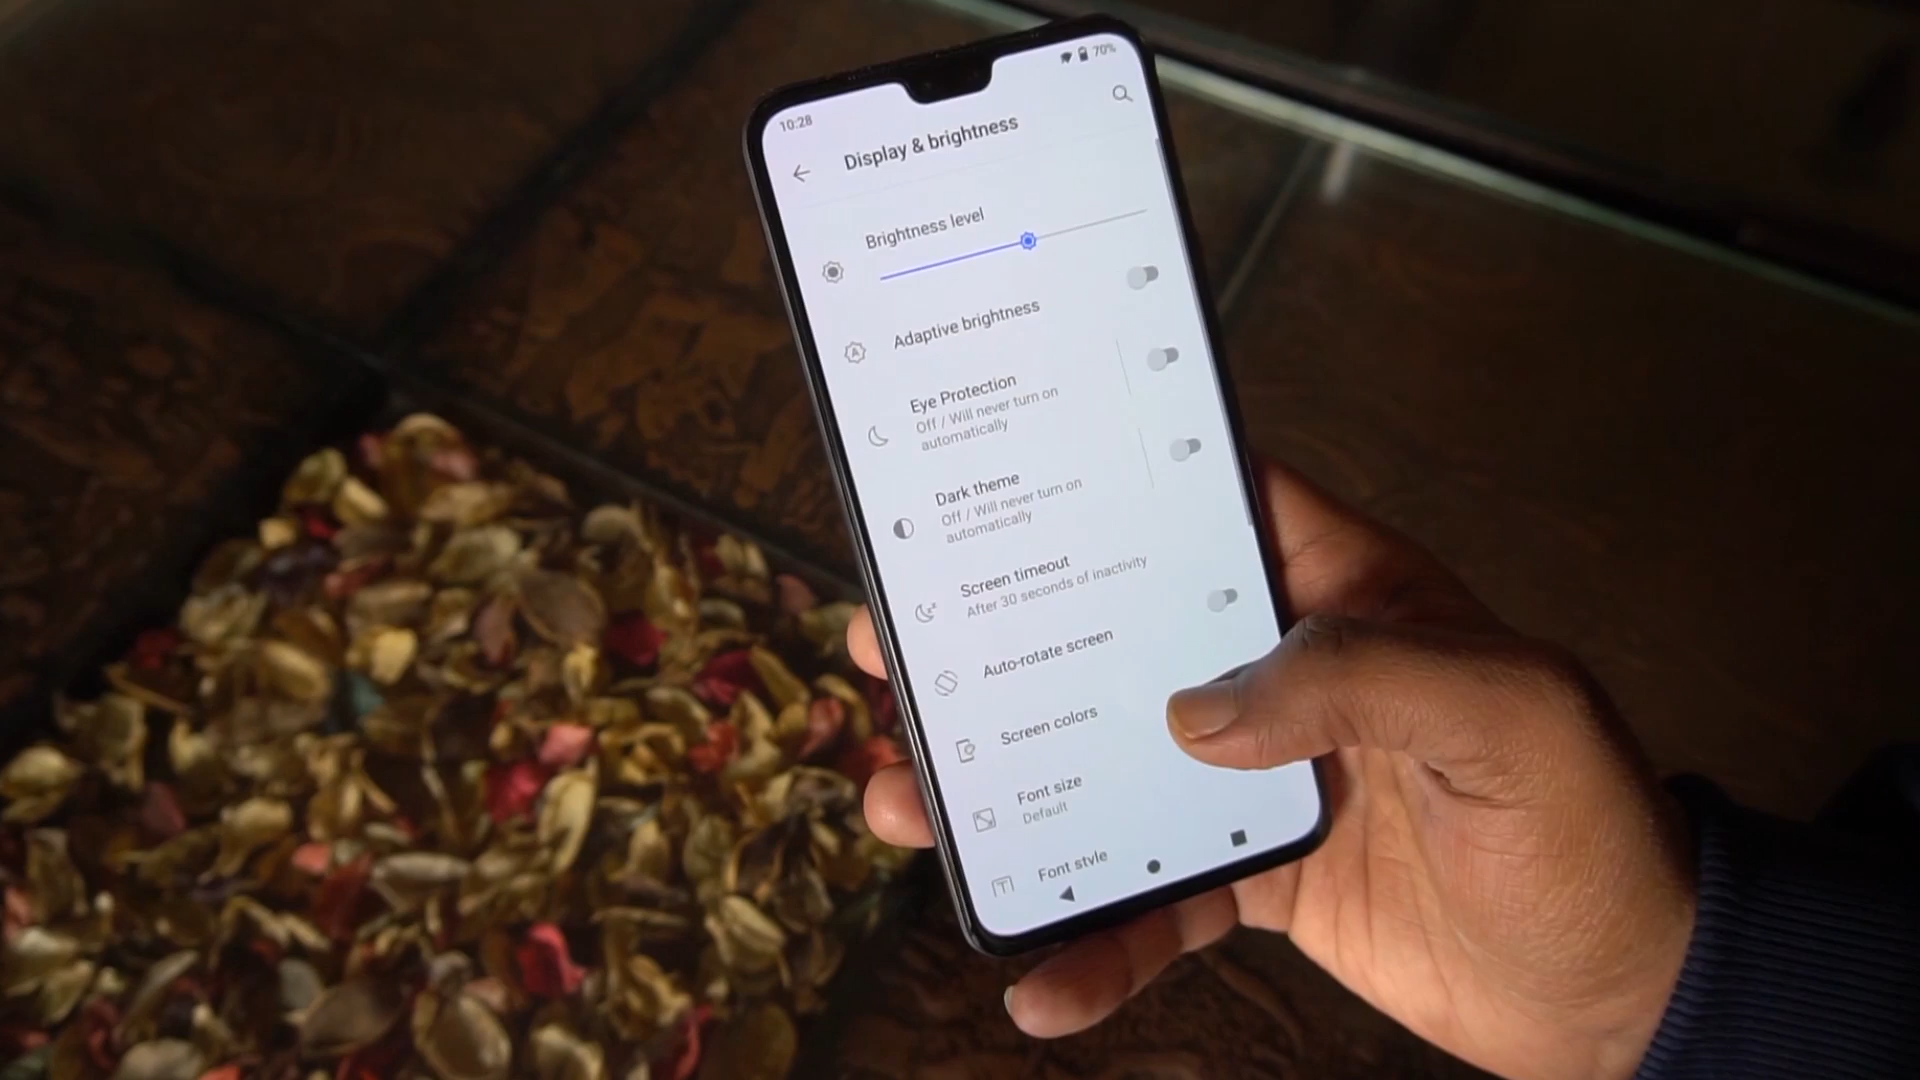 70%
10:28
Display & brightness
Brightness level
Adaptive brightness
Eye Protection
Off / Will never turn on
automatically
Dark theme
Off / Will never turn on
automatically
Screen timeout
After 30 seconds of inactivity
Auto-rotate screen
Screen colors
Font size
Default
Font style